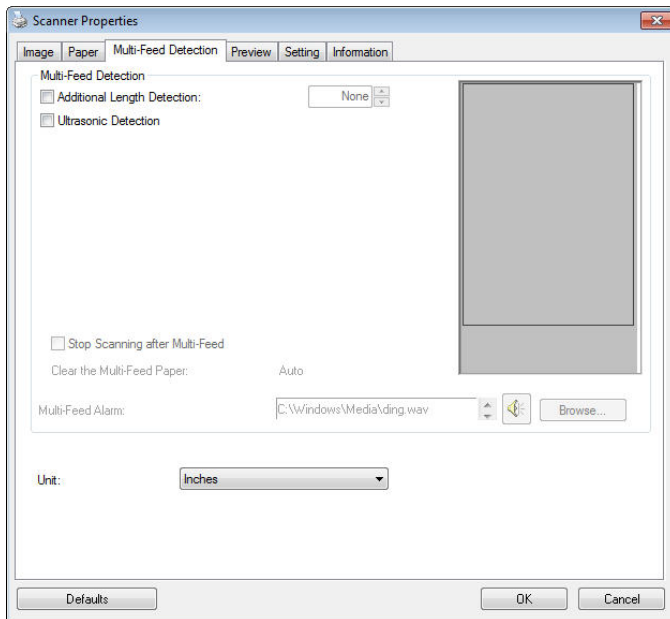 Scanner Properties
Image Paper Multi-Feed Detection Preview Setting Information
Multi-Feed Detection
Additional Length Detection: None
Ultrasonic Detection
Stop Scanning after Multi-Feed
Clear the Multi-Feed Paper: Auto
Multi-Feed Alarm: C:\Windows\Media\ding.wav Browse...
Unit: Inches
Defaults OK Cancel